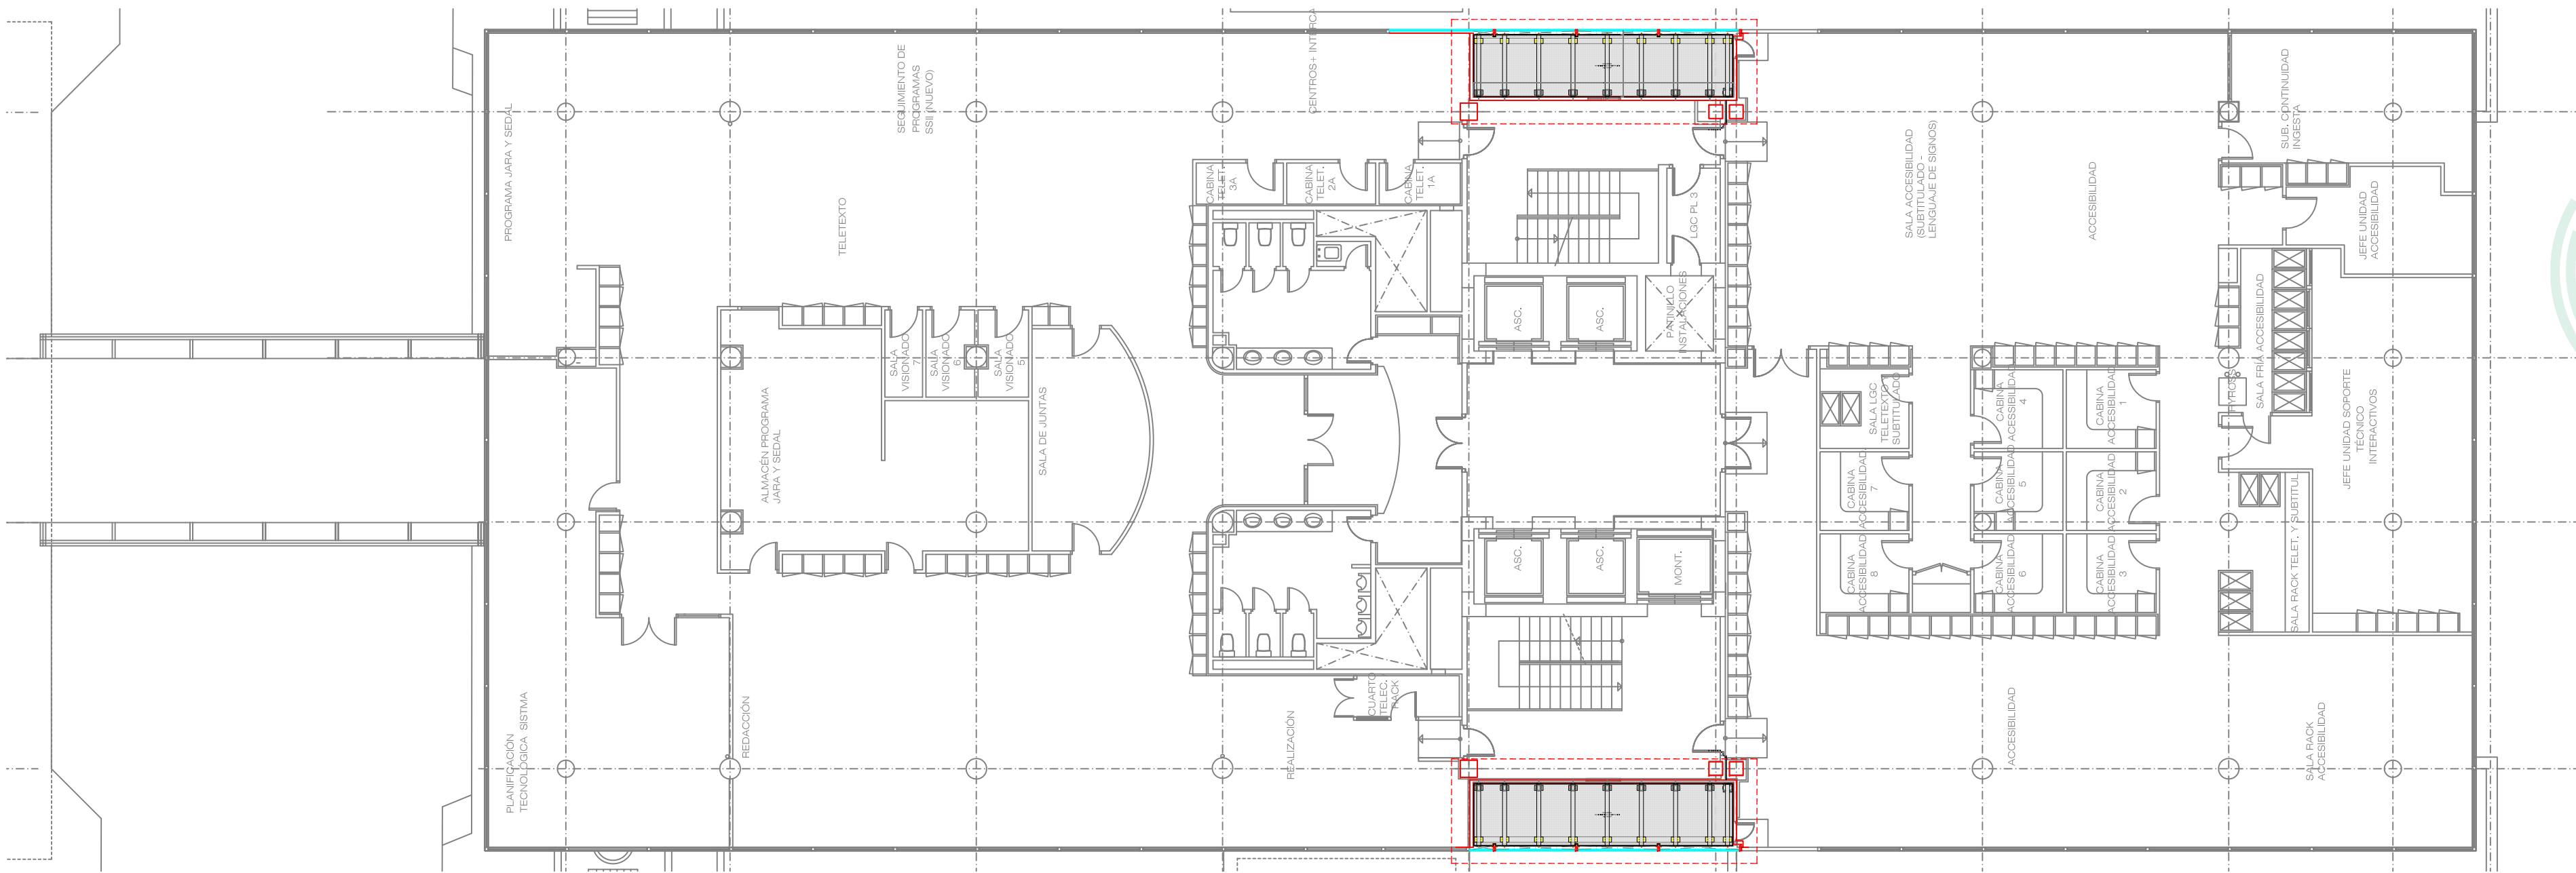 PROGRAMA JARA Y SEDAL
SEGUIMIENTO DE
PROGRAMAS
SSII (NUEVO)
TELETEXTO
CENTROS+ INTERCA
CABINA
TELET.
3A
CABINA
TELET.
2A
CABINA
TELET.
1A
LGC PL 3
SALA ACCESIBILIDAD
(SUBTITULADO -
LENGUAJE DE SIGNOS)
ACCESIBILIDAD
SUB. CONTINUIDAD
INGESTA
JEFE UNIDAD
ACCESIBILIDAD
SALA
VISIONADO
7
SALA
VISIONADO
6
SALA
VISIONADO
5
ASC.
ASC.
PATINILLO
INSTALACIONES
SALA FRÍA ACCESIBILIDAD
PYROSS
ALMACÉN PROGRAMA
JARA Y SEDAL
SALA DE JUNTAS
SALA LGC
TELETEXTO Y
SUBTITULADO
CABINA
ACESSIBILIDAD
4
CABINA
ACCESIBILIDAD
1
CABINA
ACCESIBILIDAD
7
CABINA
ACCESIBILIDAD
5
CABINA
ACCESIBILIDAD
2
JEFE UNIDAD SOPORTE
TÉCNICO
INTERACTIVOS
ASC.
ASC.
MONT.
CABINA
ACCESIBILIDAD
8
CABINA
ACCESIBILIDAD
6
CABINA
ACCESIBILIDAD
3
SALA RACK TELET. Y SUBTITUL
PLANIFICACIÓN
TECNOLÓGICA SISTMA
REDACCIÓN
REALIZACIÓN
CUARTO
TELEC.
RACK
ACCESIBILIDAD
SALA RACK
ACCESIBILIDAD